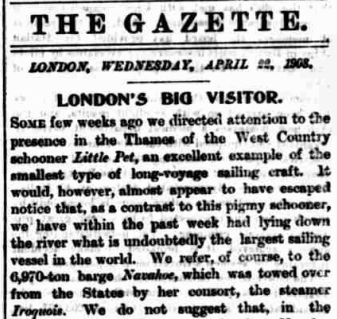 THE GAZETTE.
LONDON, WEDNESDAY, APRIL 22, 1908.
LONDON'S BIG VISITOR.
SOME few weeks ago we directed attention to the
presence in the Thames of the West Country
schooner Little Pet, an excellent example of the
smallest type of long-voyage sailing craft. It
would, however, almost appear to have escaped
notice that, as a contrast to this pigmy schooner,
we have within the past week had lying down
the river what is undoubtedly the largest sailing
vessel in the world. We refer, of course, to the
6,970-ton barge Navahoe, which was towed over
from the States by her consort, the steamer
Iroquois. We do not suggest that, in the